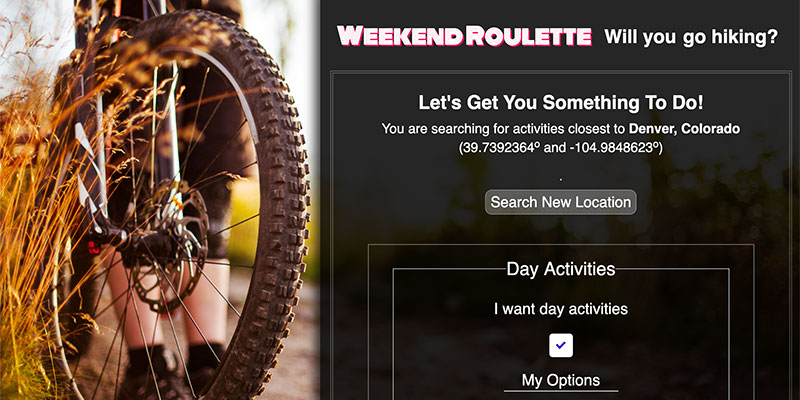 WEEKEND ROULETTE Will you go hiking?
Let's Get You Something To Do!
You are searching for activities closest to Denver, Colorado
(39.7392364º and -104.9848623º)
.
Search New Location
Day Activities
I want day activities
My Options